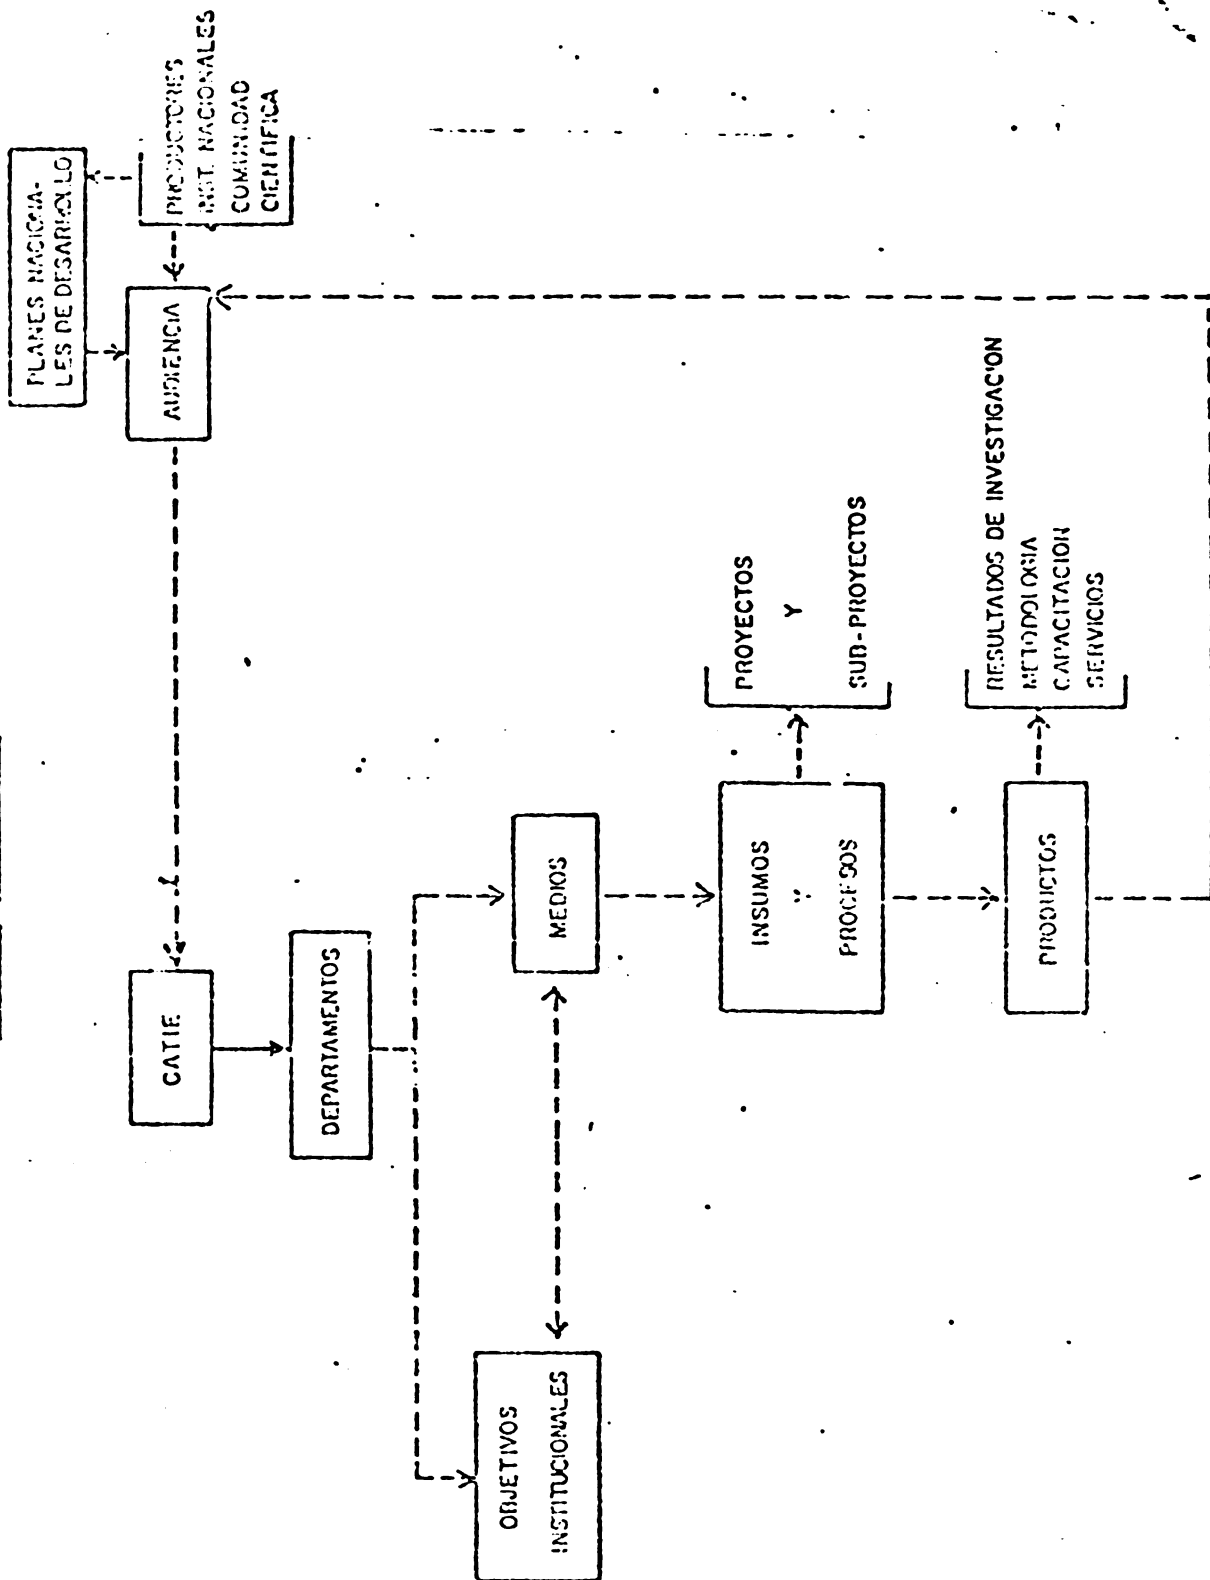 PLANES NACIONA-
LES DE DESARROLLO
PRODUCTORES
INST. NACIONALES
COMUNIDAD
CIENTIFICA
AUDIENCIA
CATIE
DEPARTAMENTOS
OBJETIVOS
INSTITUCIONALES
MEDIOS
INSUMOS
Y
PROCESOS
PROYECTOS
Y
SUB-PROYECTOS
PRODUCTOS
RESULTADOS DE INVESTIGACION
METODOLOGIA
CAPACITACION
SERVICIOS